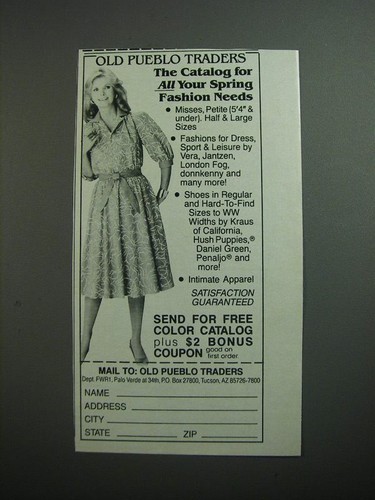 OLD PUEBLO TRADERS
The Catalog for
All Your Spring
Fashion Needs
• Misses, Petite (5'4" &
under). Half & Large
Sizes
• Fashions for Dress,
Sport & Leisure by
Vera, Jantzen,
London Fog,
donnkenny and
many more!
• Shoes in Regular
and Hard-To-Find
Sizes to WW
Widths by Kraus
of California,
Hush Puppies,®
Daniel Green,
Penaljo® and
more!
• Intimate Apparel
SATISFACTION
GUARANTEED
SEND FOR FREE
COLOR CATALOG
plus $2 BONUS
COUPON good on
first order
MAIL TO: OLD PUEBLO TRADERS
Dept. FWR1, Palo Verde at 34th, P.O. Box 27800, Tucson, AZ 85726-7800
NAME
ADDRESS
CITY
STATE ZIP